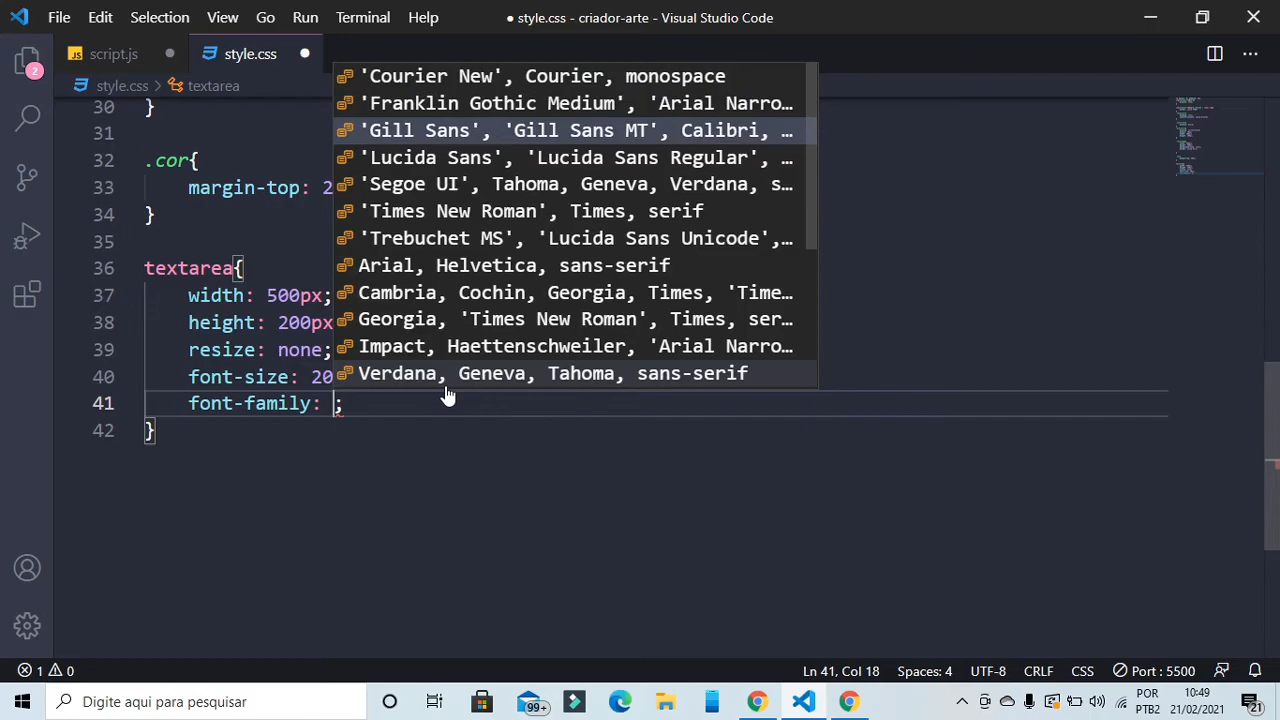 File Edit Selection View Go Run Terminal Help
● style.css - criador-arte - Visual Studio Code
JS script.js ● style.css ●
style.css > textarea
2
30 }
31
32 .cor{
33 margin-top: 2
34 }
35
36 textarea{
37 width: 500px;
38 height: 200px
39 resize: none;
40 font-size: 20
41 font-family: ;
42 }
'Courier New', Courier, monospace
'Franklin Gothic Medium', 'Arial Narro…
'Gill Sans', 'Gill Sans MT', Calibri, …
'Lucida Sans', 'Lucida Sans Regular', …
'Segoe UI', Tahoma, Geneva, Verdana, s…
'Times New Roman', Times, serif
'Trebuchet MS', 'Lucida Sans Unicode',…
Arial, Helvetica, sans-serif
Cambria, Cochin, Georgia, Times, 'Time…
Georgia, 'Times New Roman', Times, ser…
Impact, Haettenschweiler, 'Arial Narro…
Verdana, Geneva, Tahoma, sans-serif
1 0
Ln 41, Col 18 Spaces: 4 UTF-8 CRLF CSS Port : 5500
Digite aqui para pesquisar
99+
POR
PTB2
10:49
21/02/2021
21